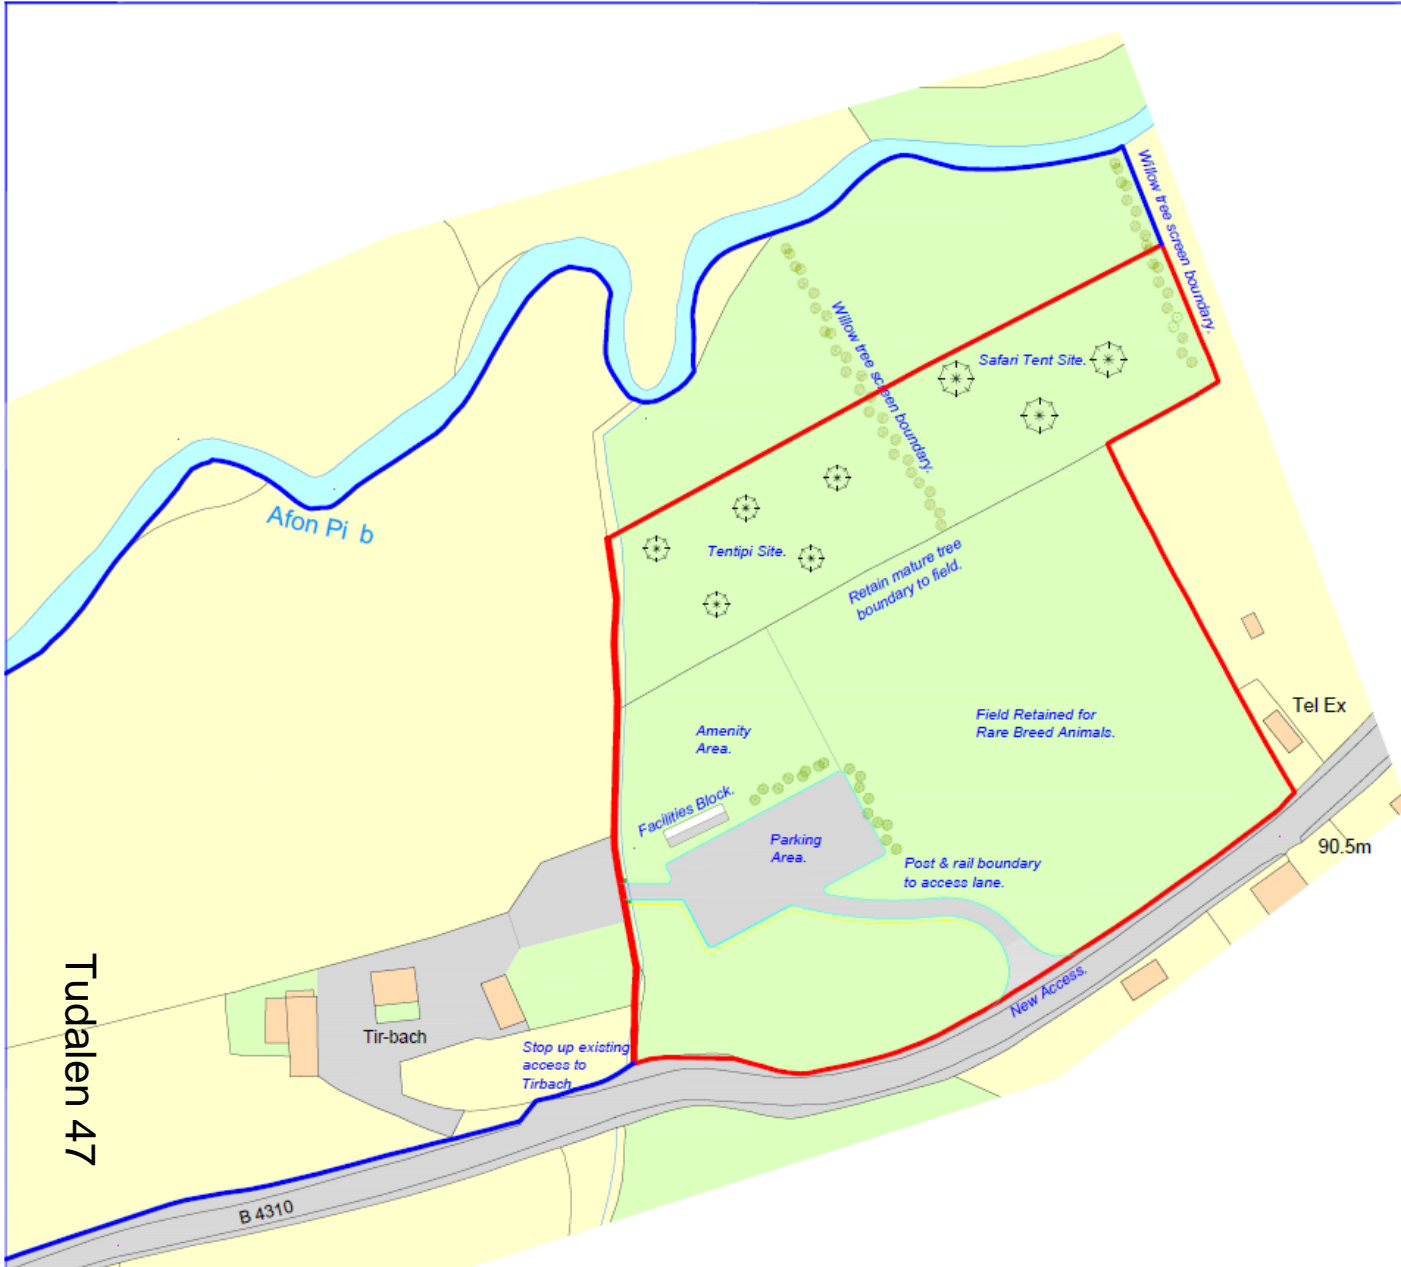 Willow tree screen boundary.
Willow tree screen boundary.
Safari Tent Site.
Afon Pi b
Tentipi Site.
Retain mature tree
boundary to field.
Tel Ex
Field Retained for
Rare Breed Animals.
Amenity
Area.
Facilities Block.
Parking
Area.
90.5m
Post & rail boundary
to access lane.
New Access.
Tir-bach
Stop up existing
access to
Tirbach
Tudalen 47
B 4310